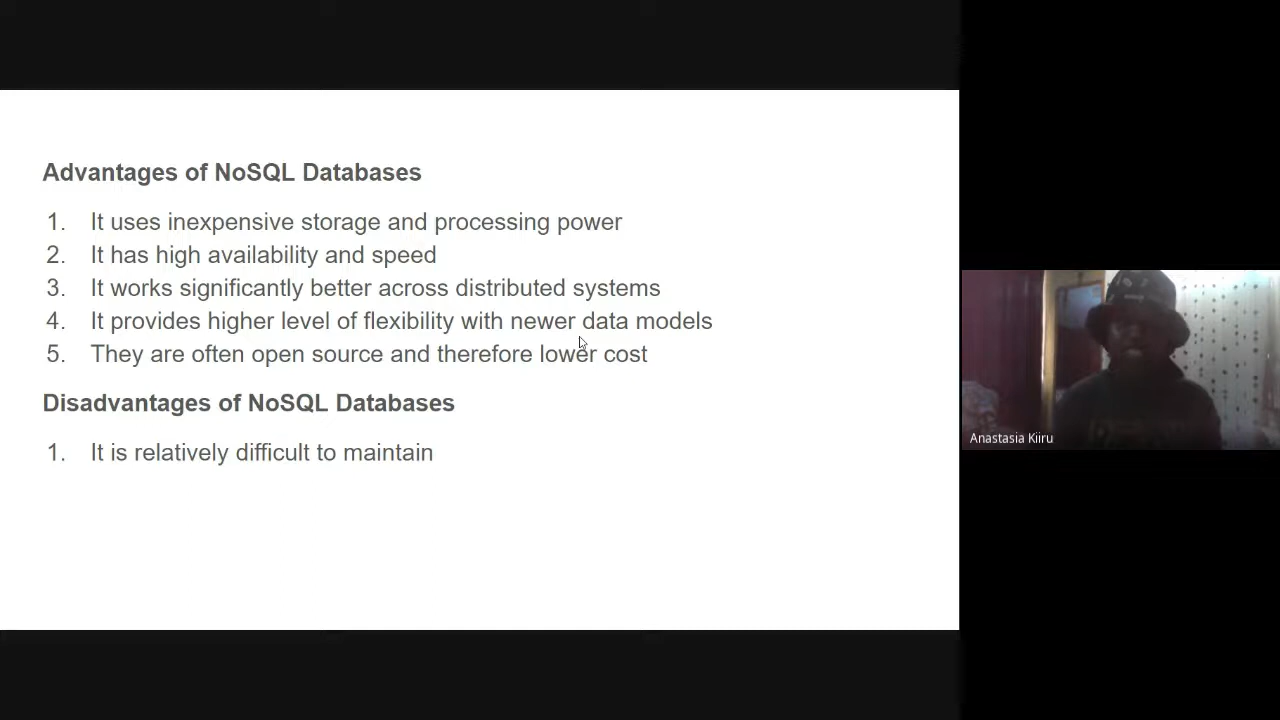 Advantages of NoSQL Databases
1. It uses inexpensive storage and processing power
2. It has high availability and speed
3. It works significantly better across distributed systems
4. It provides higher level of flexibility with newer data models
5. They are often open source and therefore lower cost
Disadvantages of NoSQL Databases
1. It is relatively difficult to maintain
Anastasia Kiiru